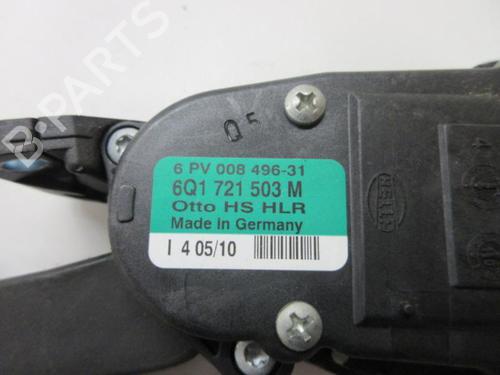 Q 5
6 PV 008 496-31
6Q1 721 503 M
Otto HS HLR
Made in Germany
I 4 05/10
HELLA
B-PARTS